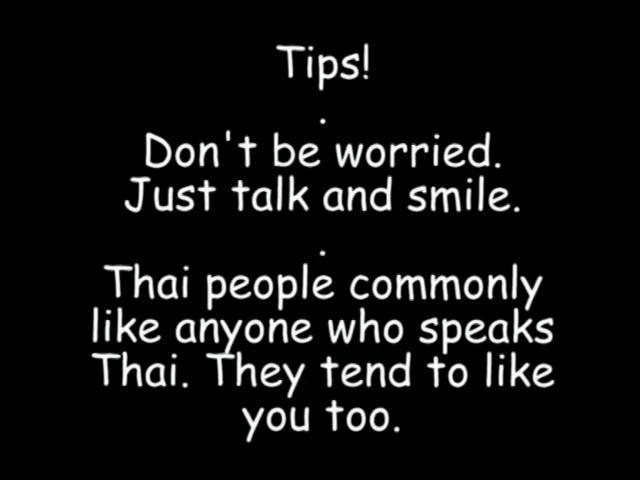 Tips!
.
Don't be worried.
Just talk and smile.
.
Thai people commonly
like anyone who speaks
Thai. They tend to like
you too.